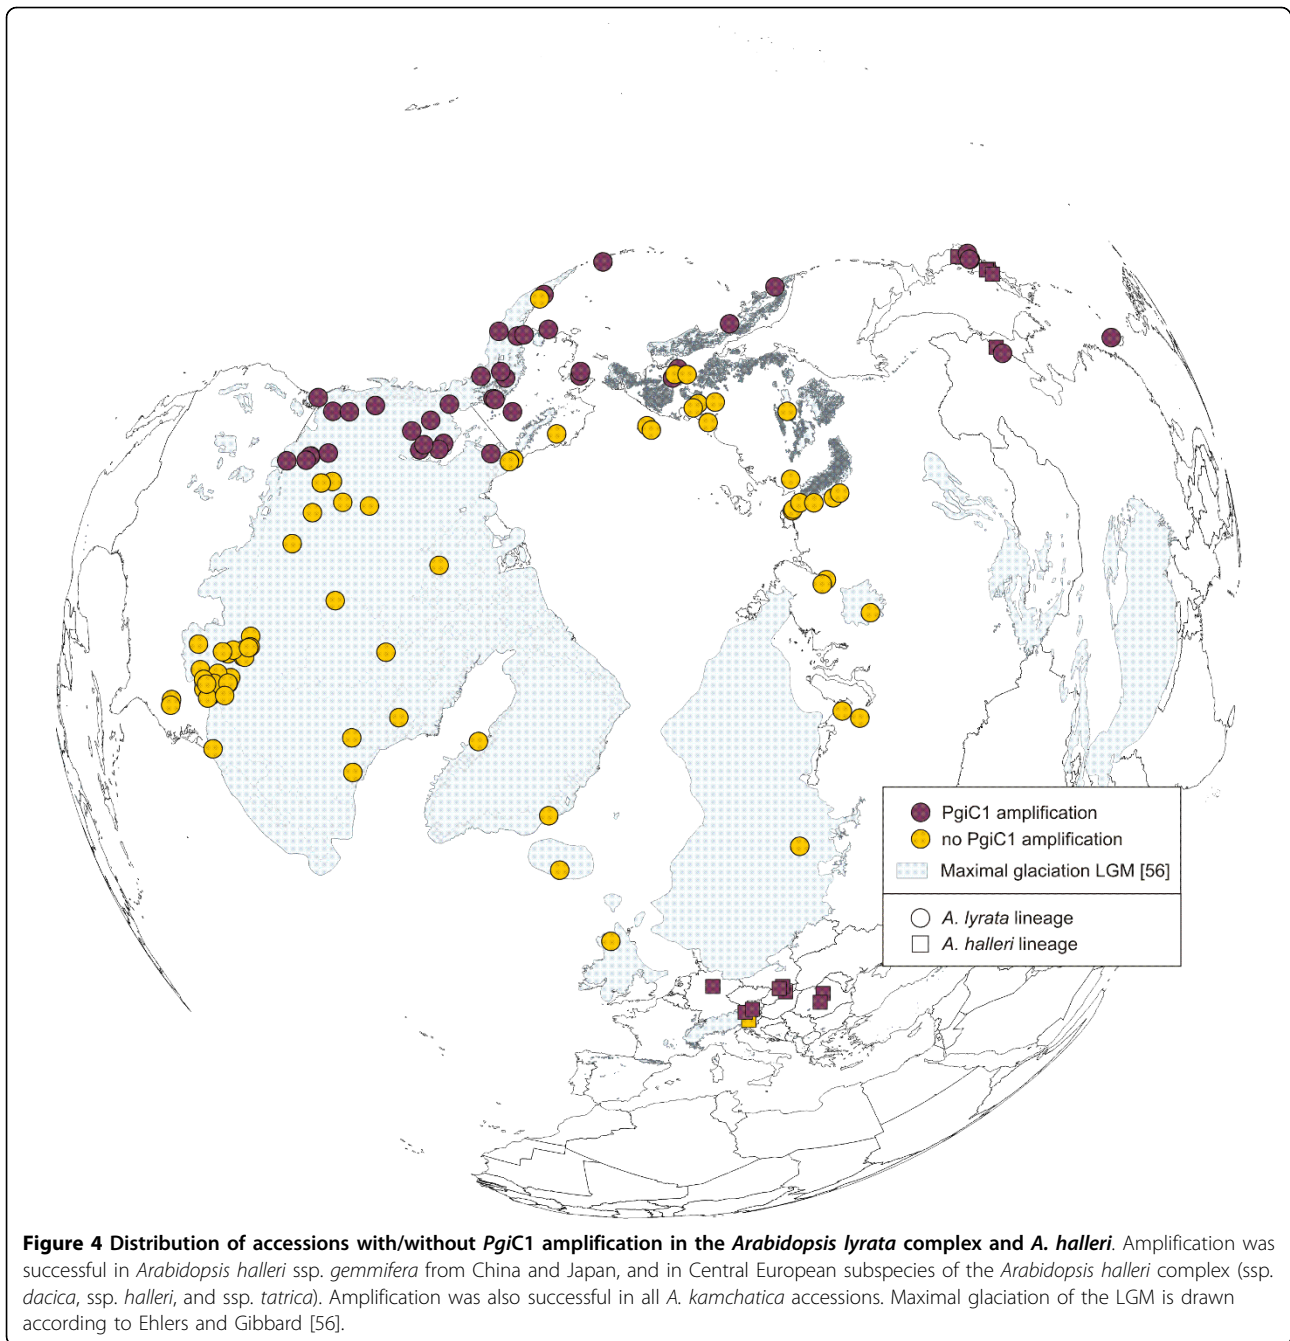 PgiC1 amplification
no PgiC1 amplification
Maximal glaciation LGM [56]
A. lyrata lineage
A. halleri lineage
Figure 4 Distribution of accessions with/without PgiC1 amplification in the Arabidopsis lyrata complex and A. halleri. Amplification was
successful in Arabidopsis halleri ssp. gemmifera from China and Japan, and in Central European subspecies of the Arabidopsis halleri complex (ssp.
dacica, ssp. halleri, and ssp. tatrica). Amplification was also successful in all A. kamchatica accessions. Maximal glaciation of the LGM is drawn
according to Ehlers and Gibbard [56].